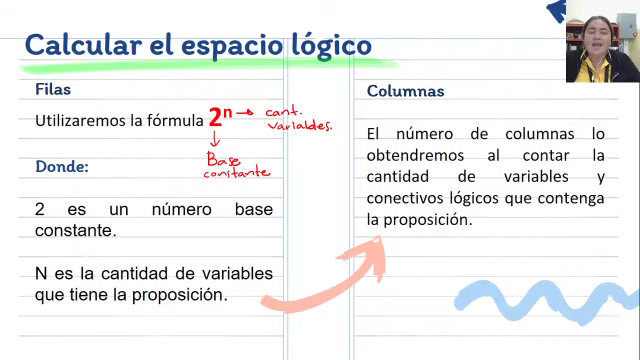 Calcular el espacio lógico
Filas
Utilizaremos la fórmula 2ⁿ → cant.
variables.
Base
constante
Donde:
2 es un número base
constante.
N es la cantidad de variables
que tiene la proposición.
Columnas
El número de columnas lo
obtendremos al contar la
cantidad de variables y
conectivos lógicos que contenga
la proposición.